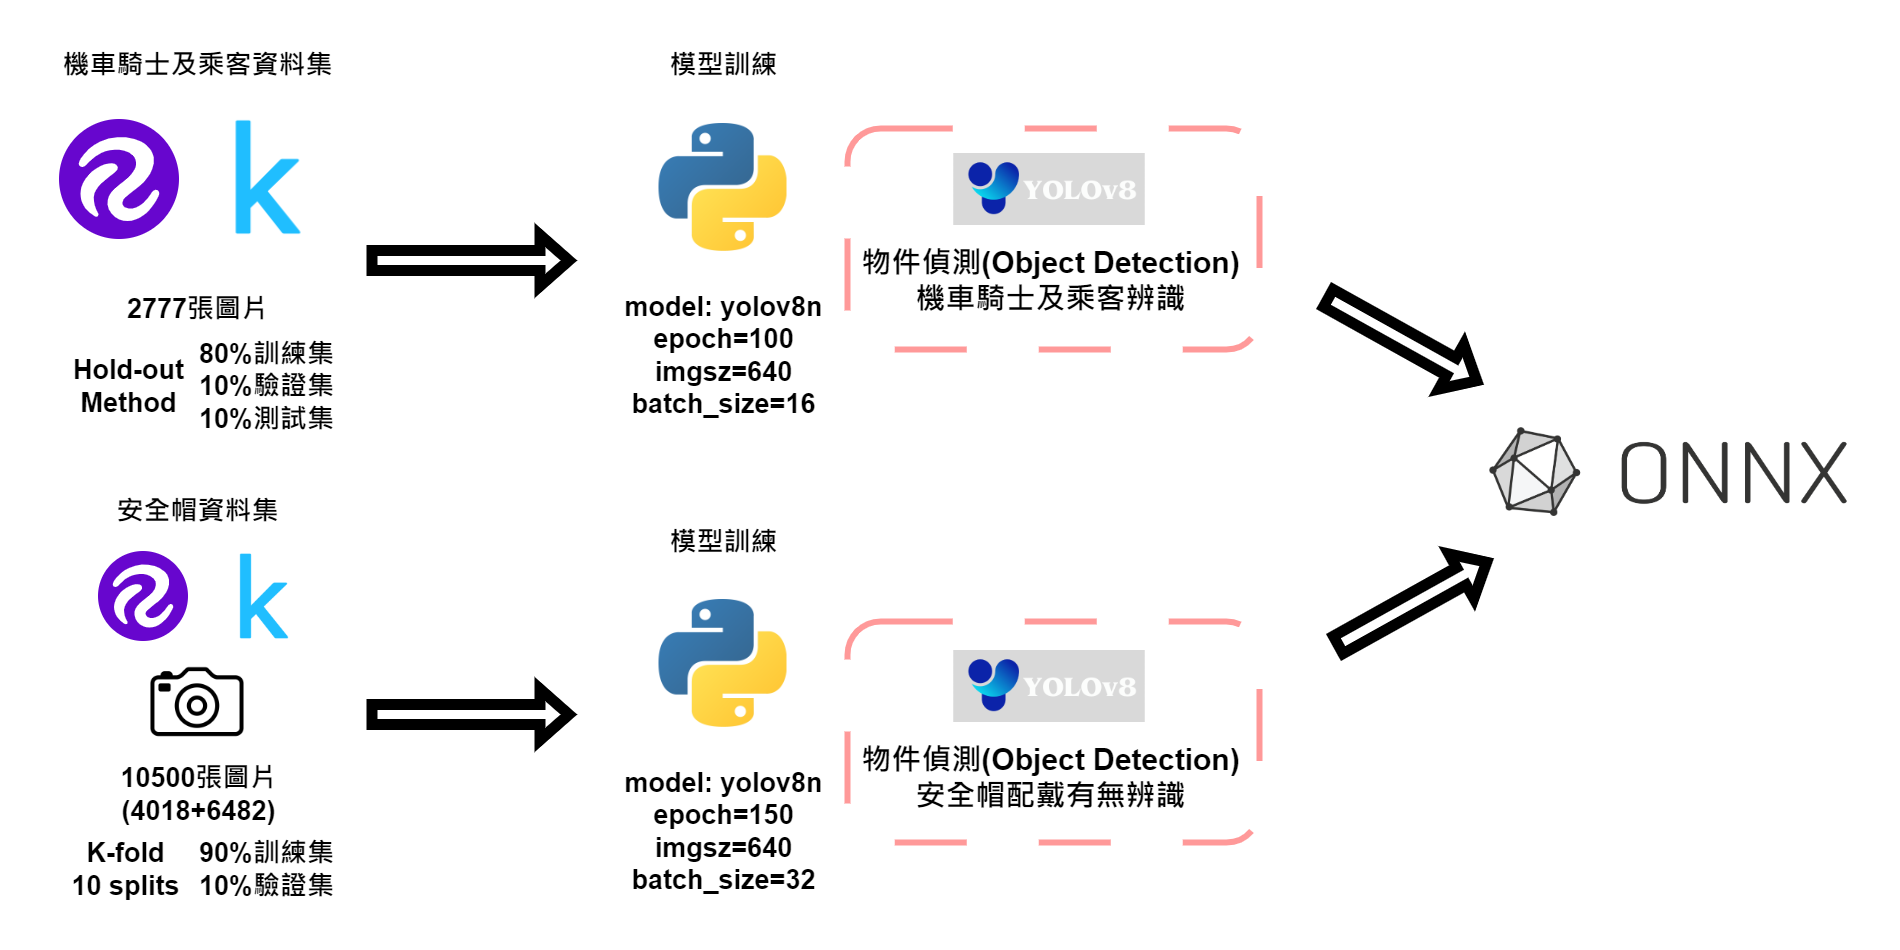 機車騎士及乘客資料集
k
2777張圖片
Hold-out
Method
80%訓練集
10%驗證集
10%測試集
模型訓練
model: yolov8n
epoch=100
imgsz=640
batch_size=16
YOLOv8
物件偵測(Object Detection)
機車騎士及乘客辨識
安全帽資料集
k
10500張圖片
(4018+6482)
K-fold
10 splits
90%訓練集
10%驗證集
模型訓練
model: yolov8n
epoch=150
imgsz=640
batch_size=32
YOLOv8
物件偵測(Object Detection)
安全帽配戴有無辨識
ONNX